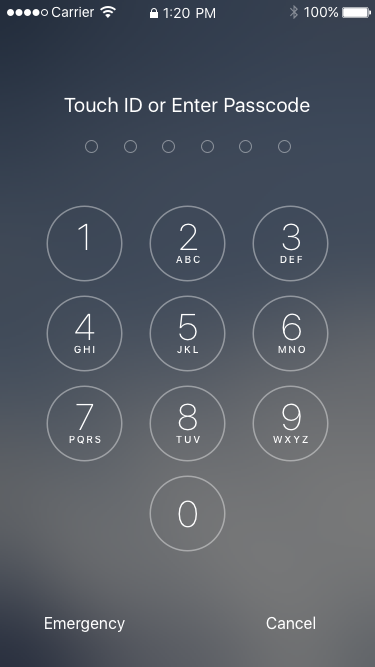 Carrier 1:20 PM 100%
Touch ID or Enter Passcode
1 2 3
ABC DEF
4 5 6
GHI JKL MNO
7 8 9
PQRS TUV WXYZ
0
Emergency Cancel